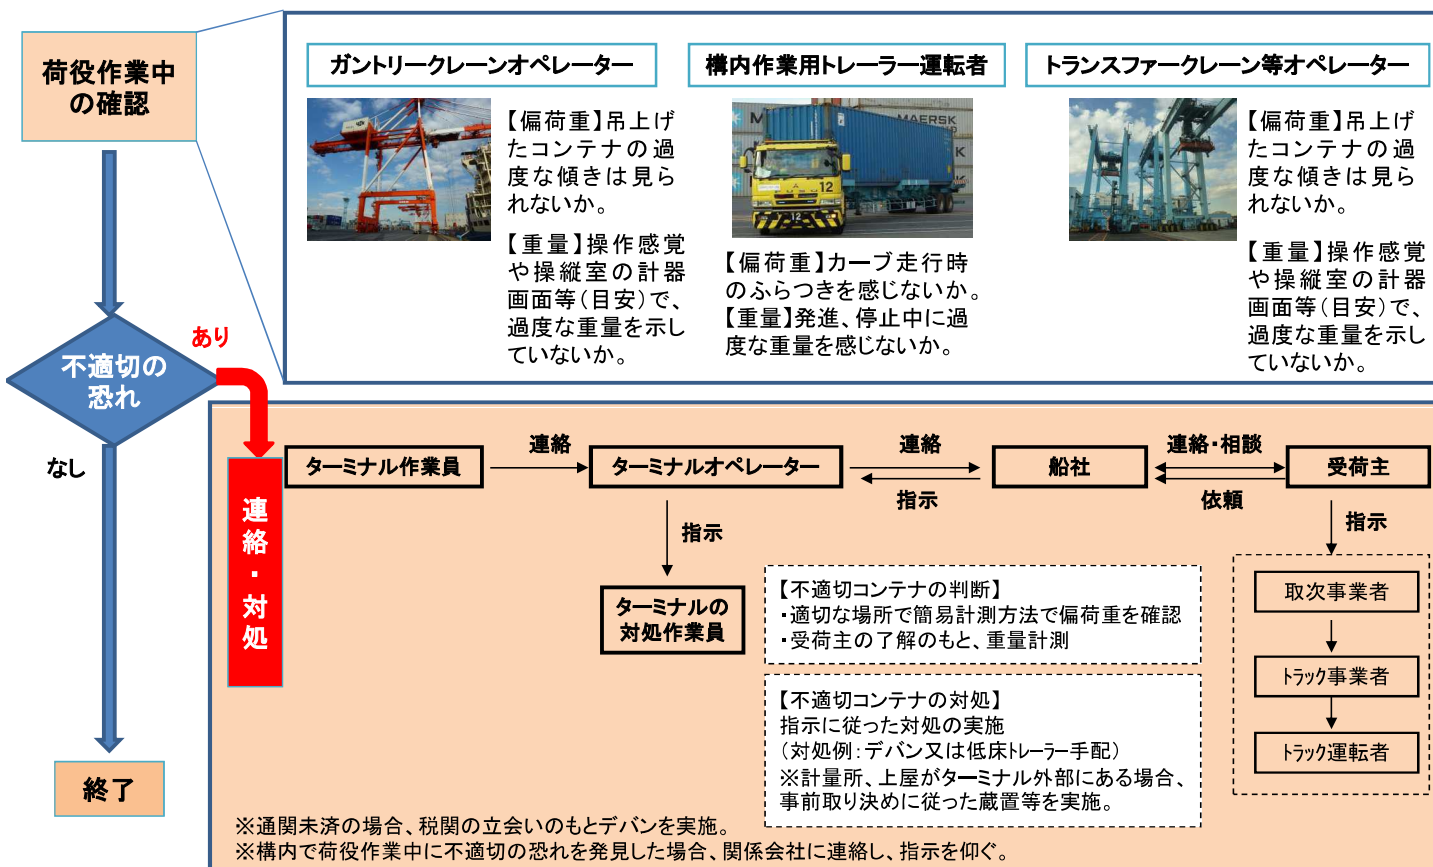 荷役作業中
の確認
ガントリークレーンオペレーター
構内作業用トレーラー運転者
トランスファークレーン等オペレーター
【偏荷重】吊上げ
たコンテナの過
度な傾きは見ら
れないか。
【重量】操作感覚
や操縦室の計器
画面等(目安)で、
過度な重量を示し
ていないか。
MAERSK
12
12
【偏荷重】カーブ走行時
のふらつきを感じないか。
【重量】発進、停止中に過
度な重量を感じないか。
【偏荷重】吊上げ
たコンテナの過
度な傾きは見ら
れないか。
【重量】操作感覚
や操縦室の計器
画面等(目安)で、
過度な重量を示し
ていないか。
不適切の
恐れ
あり
なし
終了
連絡・対処
ターミナル作業員
連絡
ターミナルオペレーター
連絡
指示
船社
連絡・相談
依頼
受荷主
指示
ターミナルの
対処作業員
指示
取次事業者
トラック事業者
トラック運転者
【不適切コンテナの判断】
・適切な場所で簡易計測方法で偏荷重を確認
・受荷主の了解のもと、重量計測
【不適切コンテナの対処】
指示に従った対処の実施
(対処例:デバン又は低床トレーラー手配)
※計量所、上屋がターミナル外部にある場合、
事前取り決めに従った蔵置等を実施。
※通関未済の場合、税関の立会いのもとデバンを実施。
※構内で荷役作業中に不適切の恐れを発見した場合、関係会社に連絡し、指示を仰ぐ。